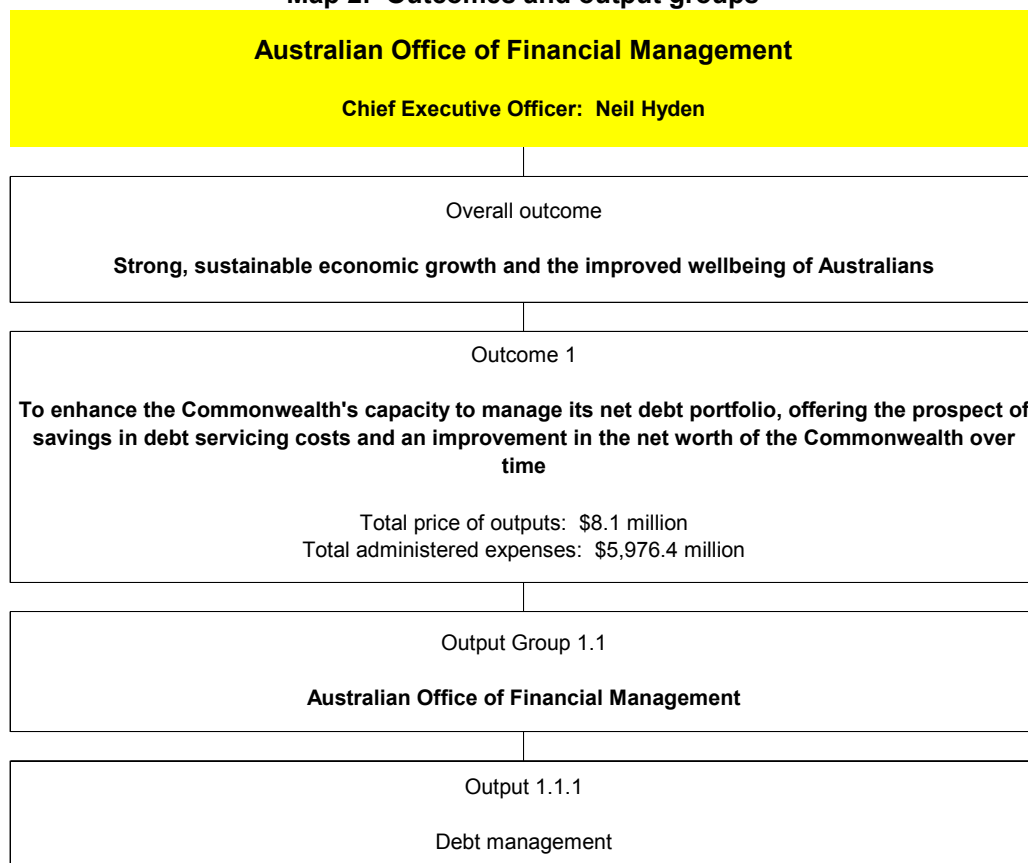 Map 2: Outcomes and output groups
Australian Office of Financial Management
Chief Executive Officer: Neil Hyden
Overall outcome
Strong, sustainable economic growth and the improved wellbeing of Australians
Outcome 1
To enhance the Commonwealth's capacity to manage its net debt portfolio, offering the prospect of
savings in debt servicing costs and an improvement in the net worth of the Commonwealth over
time
Total price of outputs: $8.1 million
Total administered expenses: $5,976.4 million
Output Group 1.1
Australian Office of Financial Management
Output 1.1.1
Debt management